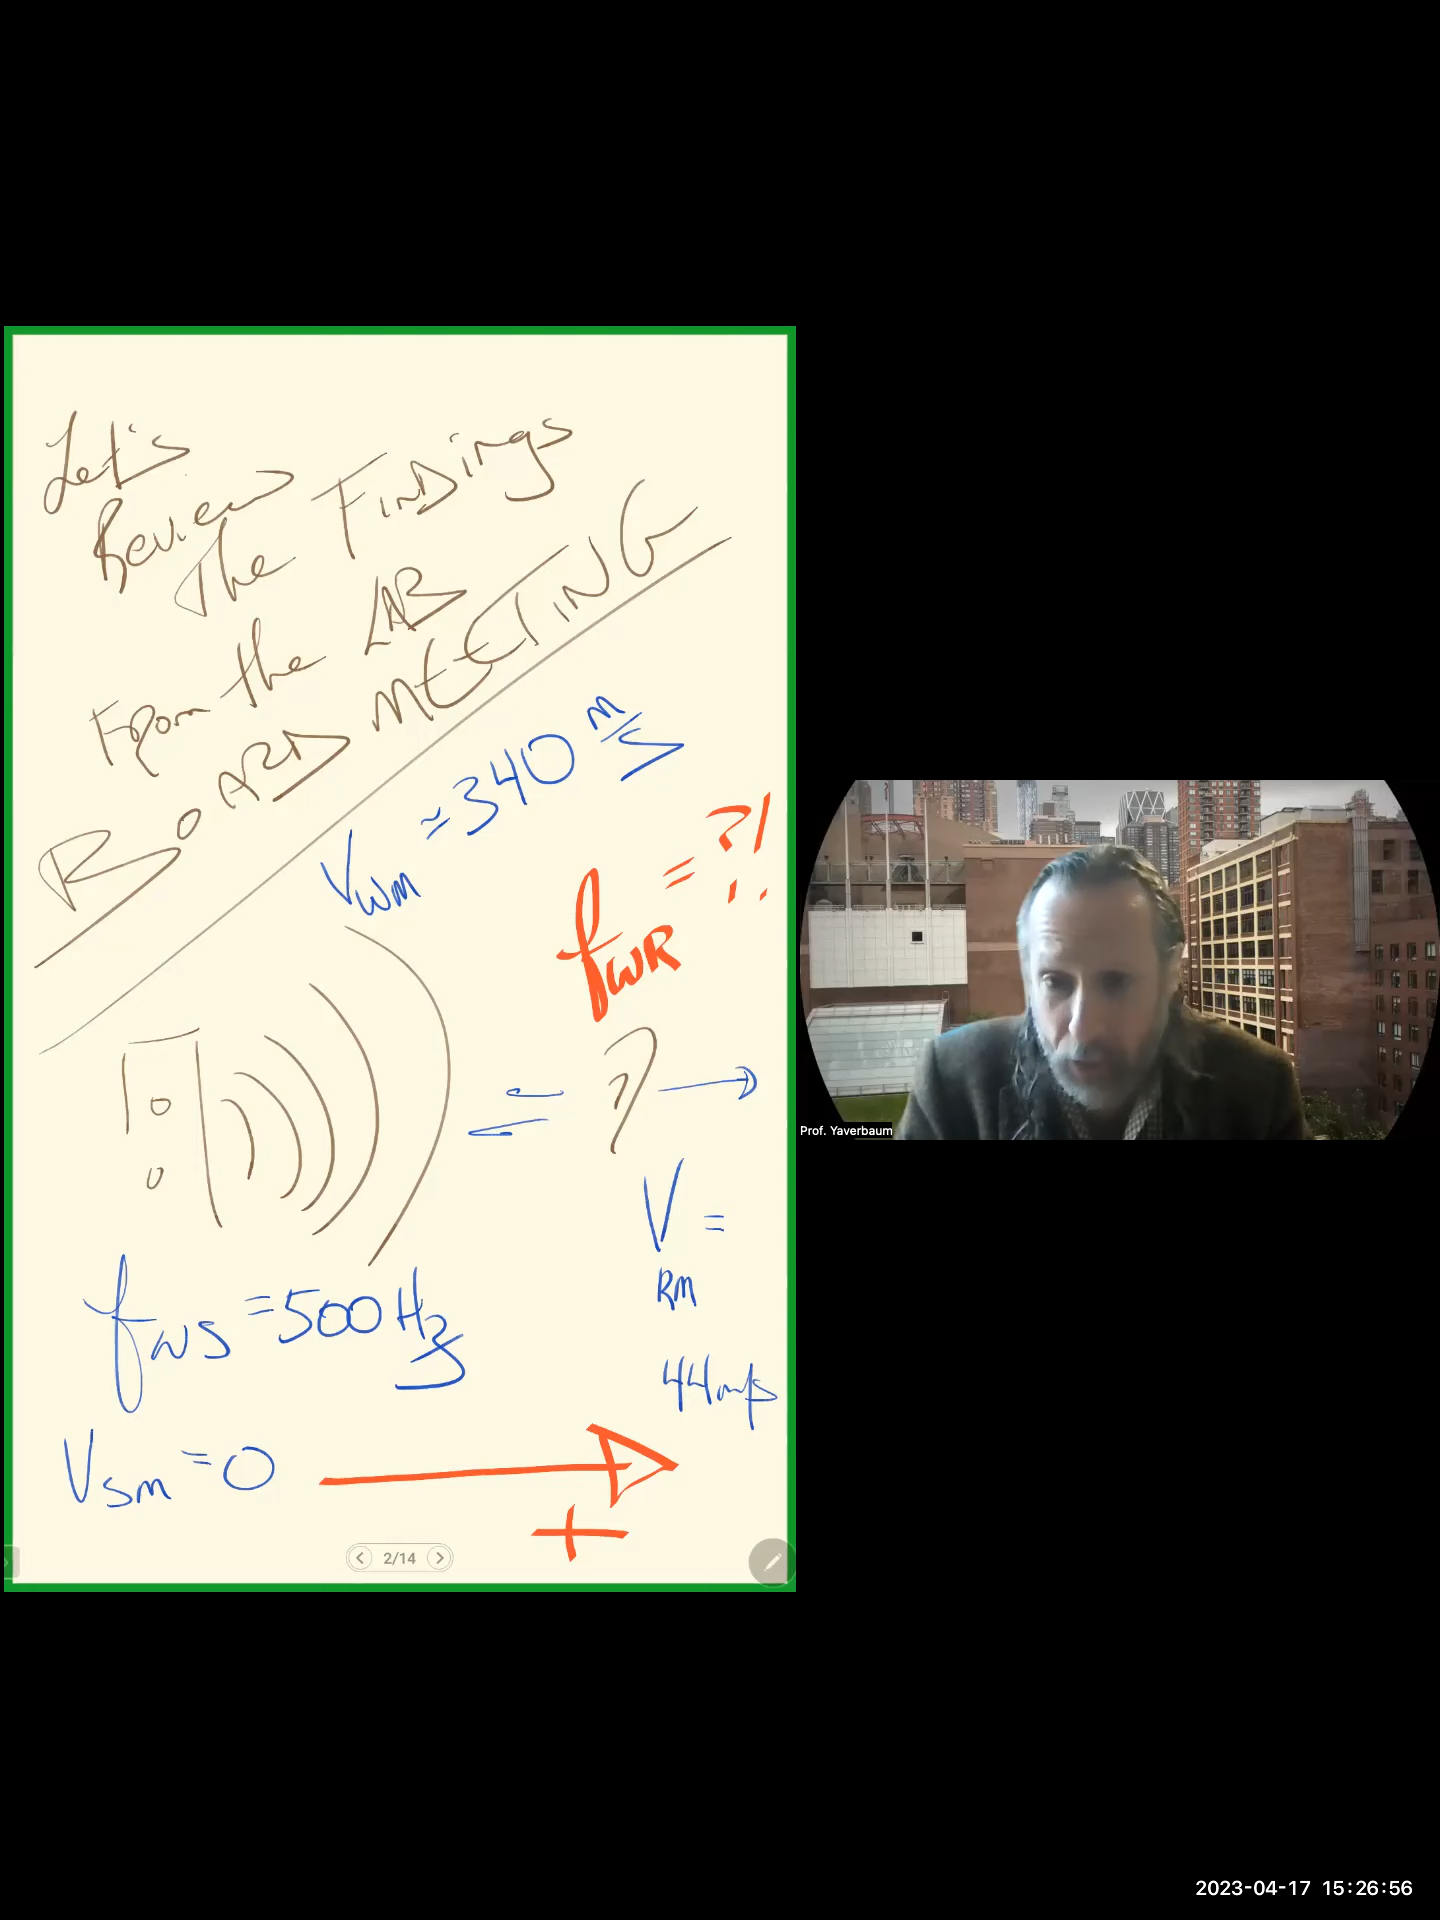 Let's
Review
The Findings
From the LAB
BOARD MEETING
VWM ≈ 340 M/S
fWR = ?!
fWS = 500 Hz
V =
RM
44 m/s
VSM = 0
+
2/14
Prof. Yaverbaum
2023-04-17 15:26:56